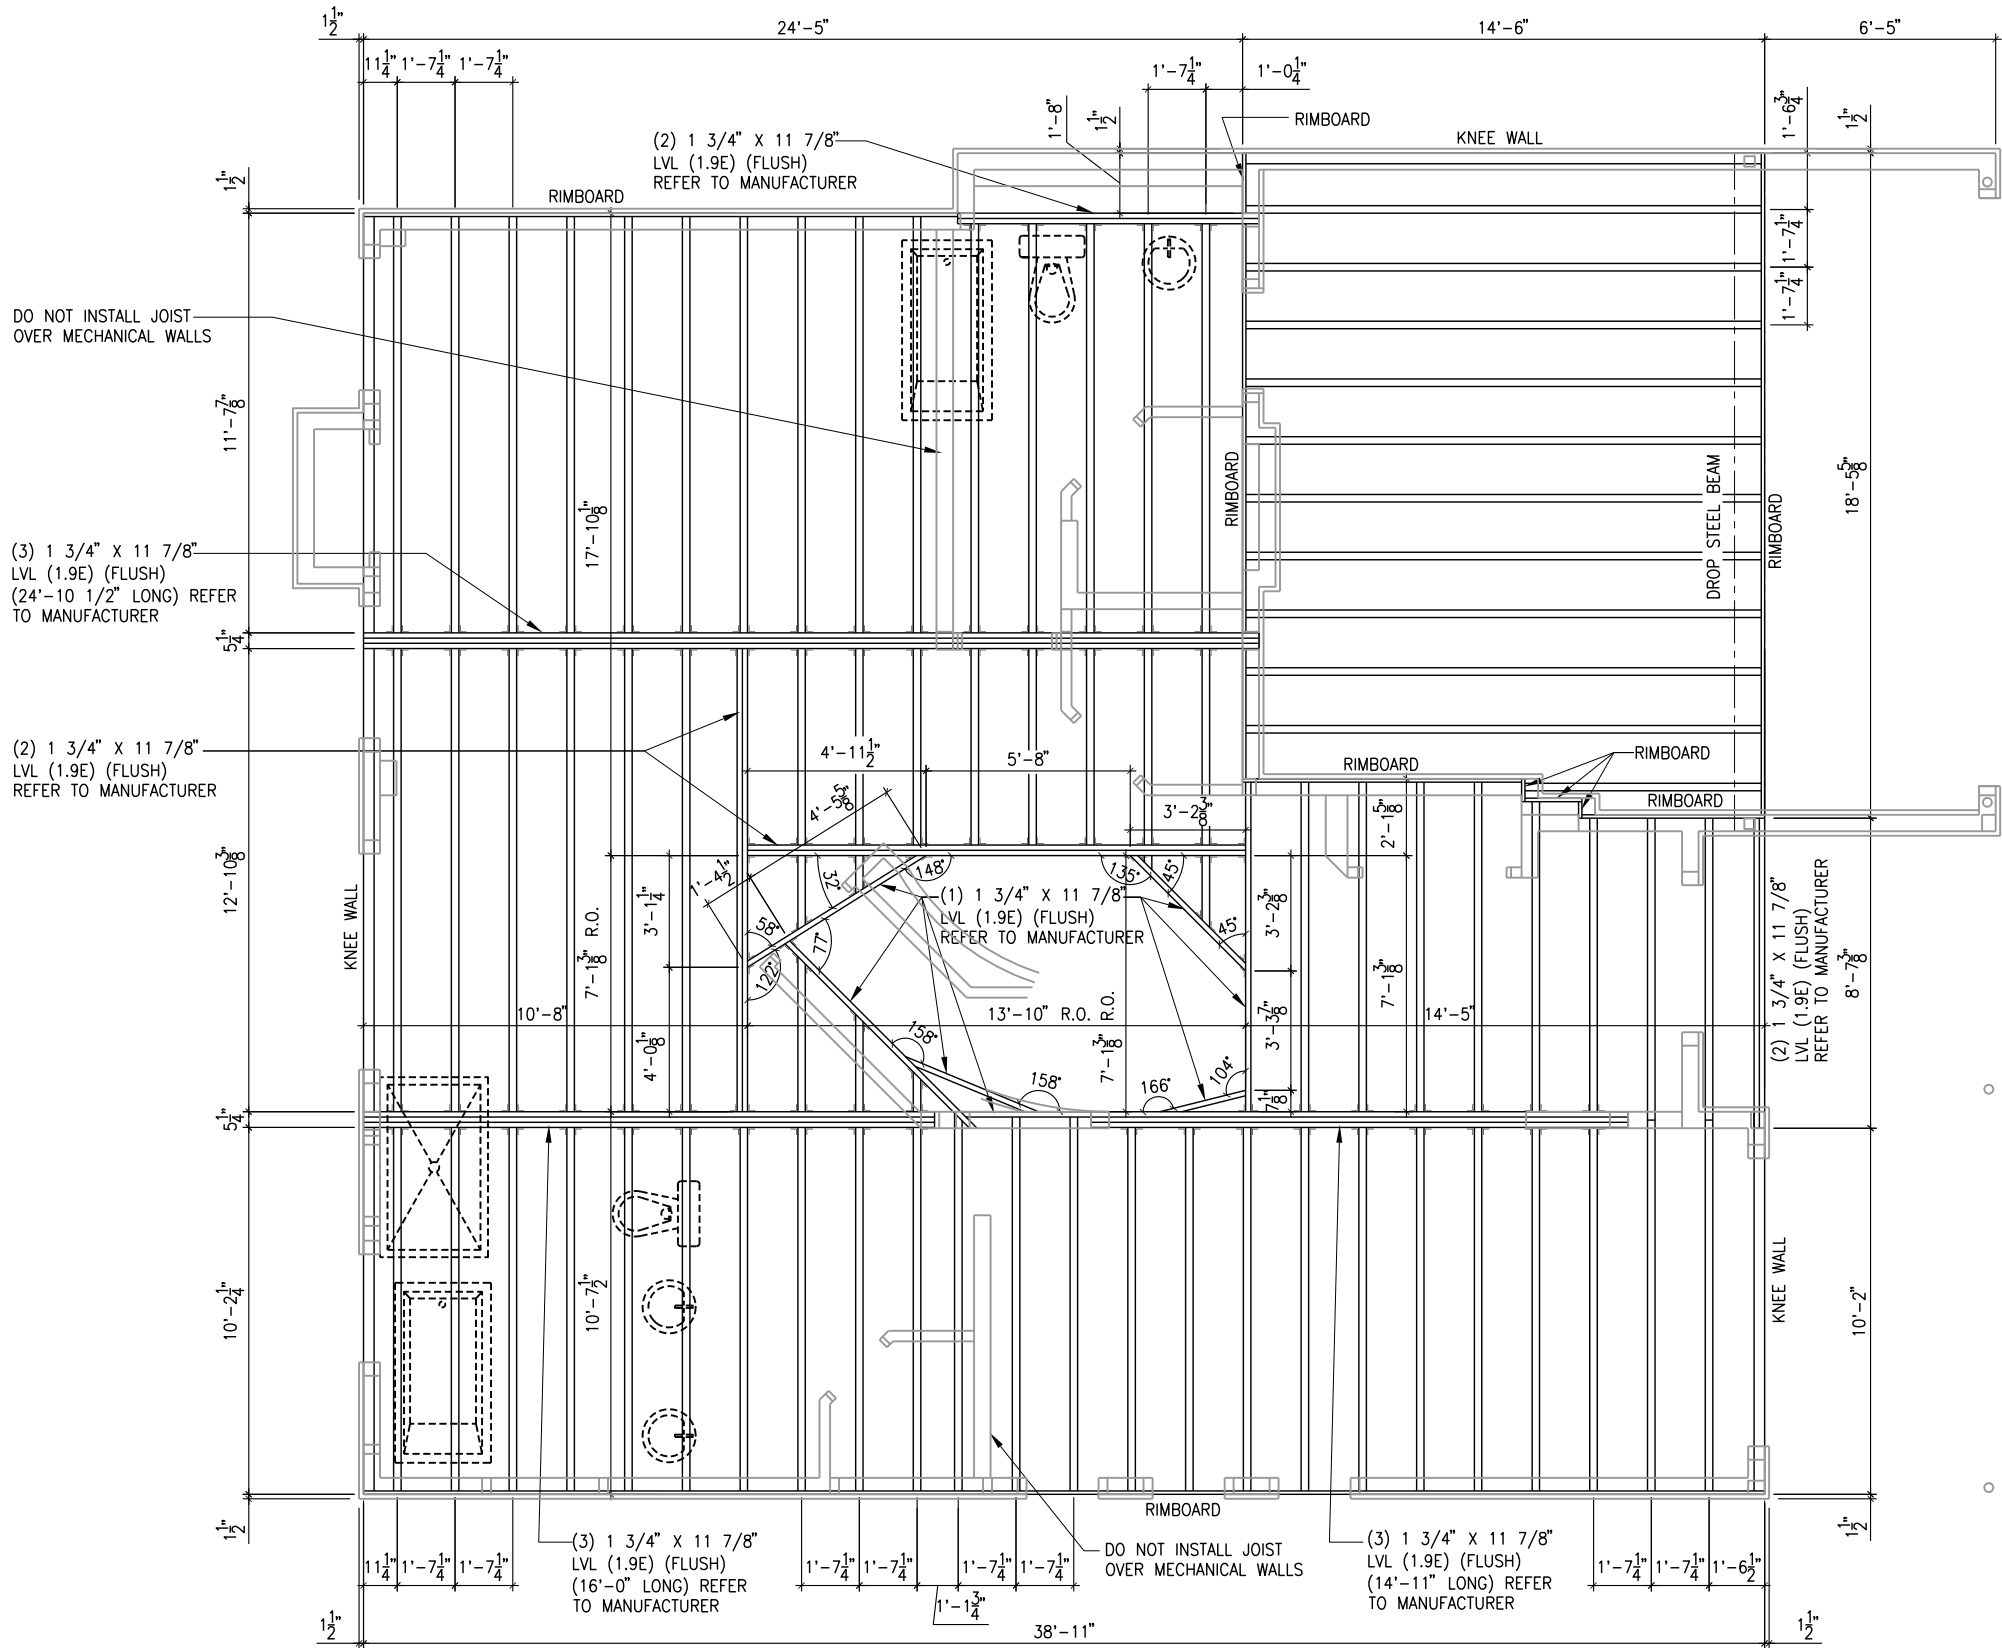 1 1/2"
24'-5"
14'-6"
6'-5"
11 1/4"
1'-7 1/4"
1'-7 1/4"
1'-7 1/4"
1'-0 1/4"
1'-8"
1 1/2"
1'-6 3/4"
1 1/2"
RIMBOARD
KNEE WALL
(2) 1 3/4" X 11 7/8"
LVL (1.9E) (FLUSH)
REFER TO MANUFACTURER
1 1/2"
RIMBOARD
1'-7 1/4"
1'-7 1/4"
DO NOT INSTALL JOIST
OVER MECHANICAL WALLS
11'-7 7/8"
17'-10 1/8"
RIMBOARD
DROP STEEL BEAM
RIMBOARD
18'-5 5/8"
(3) 1 3/4" X 11 7/8"
LVL (1.9E) (FLUSH)
(24'-10 1/2" LONG) REFER
TO MANUFACTURER
5 1/4"
(2) 1 3/4" X 11 7/8"
LVL (1.9E) (FLUSH)
REFER TO MANUFACTURER
4'-11 1/2"
5'-8"
RIMBOARD
RIMBOARD
RIMBOARD
4'-5 5/8"
3'-2 3/8"
2'-1 5/8"
12'-10 3/8"
KNEE WALL
1'-4 1/2"
32°
148°
135°
45°
(1) 1 3/4" X 11 7/8"
LVL (1.9E) (FLUSH)
REFER TO MANUFACTURER
3'-1 1/4"
7'-1 3/8" R.O.
58°
77°
122°
45°
3'-2 3/8"
7'-1 3/8"
(2) 1 3/4" X 11 7/8"
LVL (1.9E) (FLUSH)
REFER TO MANUFACTURER
8'-7 3/8"
10'-8"
13'-10" R.O.
R.O.
7'-1 3/8"
14'-5"
4'-0 1/8"
3'-3 7/8"
158°
158°
166°
104°
7 1/8"
5 1/4"
10'-2 1/4"
10'-7 1/2"
KNEE WALL
10'-2"
RIMBOARD
1 1/2"
1 1/2"
11 1/4"
1'-7 1/4"
1'-7 1/4"
(3) 1 3/4" X 11 7/8"
LVL (1.9E) (FLUSH)
(16'-0" LONG) REFER
TO MANUFACTURER
1'-7 1/4"
1'-7 1/4"
1'-1 3/4"
1'-7 1/4"
1'-7 1/4"
DO NOT INSTALL JOIST
OVER MECHANICAL WALLS
(3) 1 3/4" X 11 7/8"
LVL (1.9E) (FLUSH)
(14'-11" LONG) REFER
TO MANUFACTURER
1'-7 1/4"
1'-7 1/4"
1'-6 1/2"
1 1/2"
38'-11"
1 1/2"